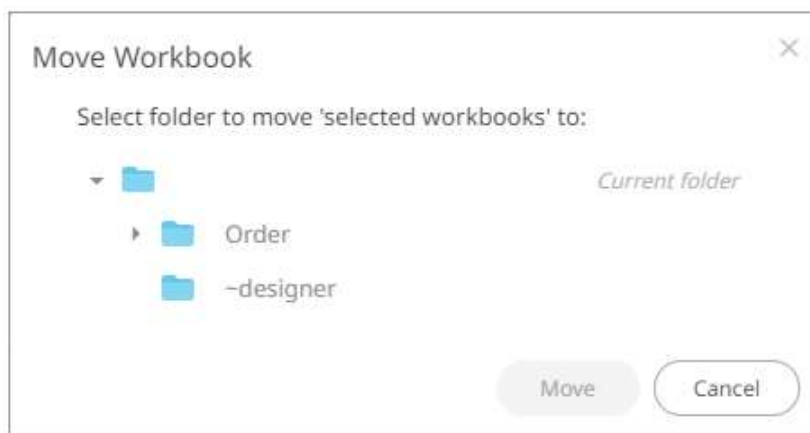 Move Workbook
Select folder to move 'selected workbooks' to:
Current folder
Order
~designer
Move
Cancel